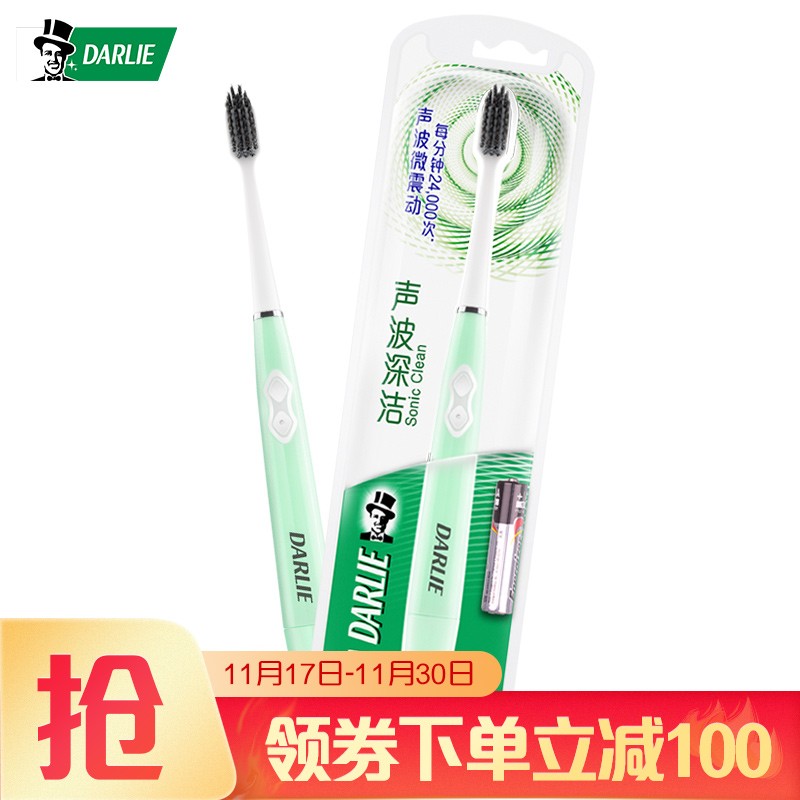 DARLIE
每分钟24,000次·
声波微震动
声波深洁
Sonic Clean
DARLIE
DARLIE
DARLIE
抢
11月17日-11月30日
领券下单立减100